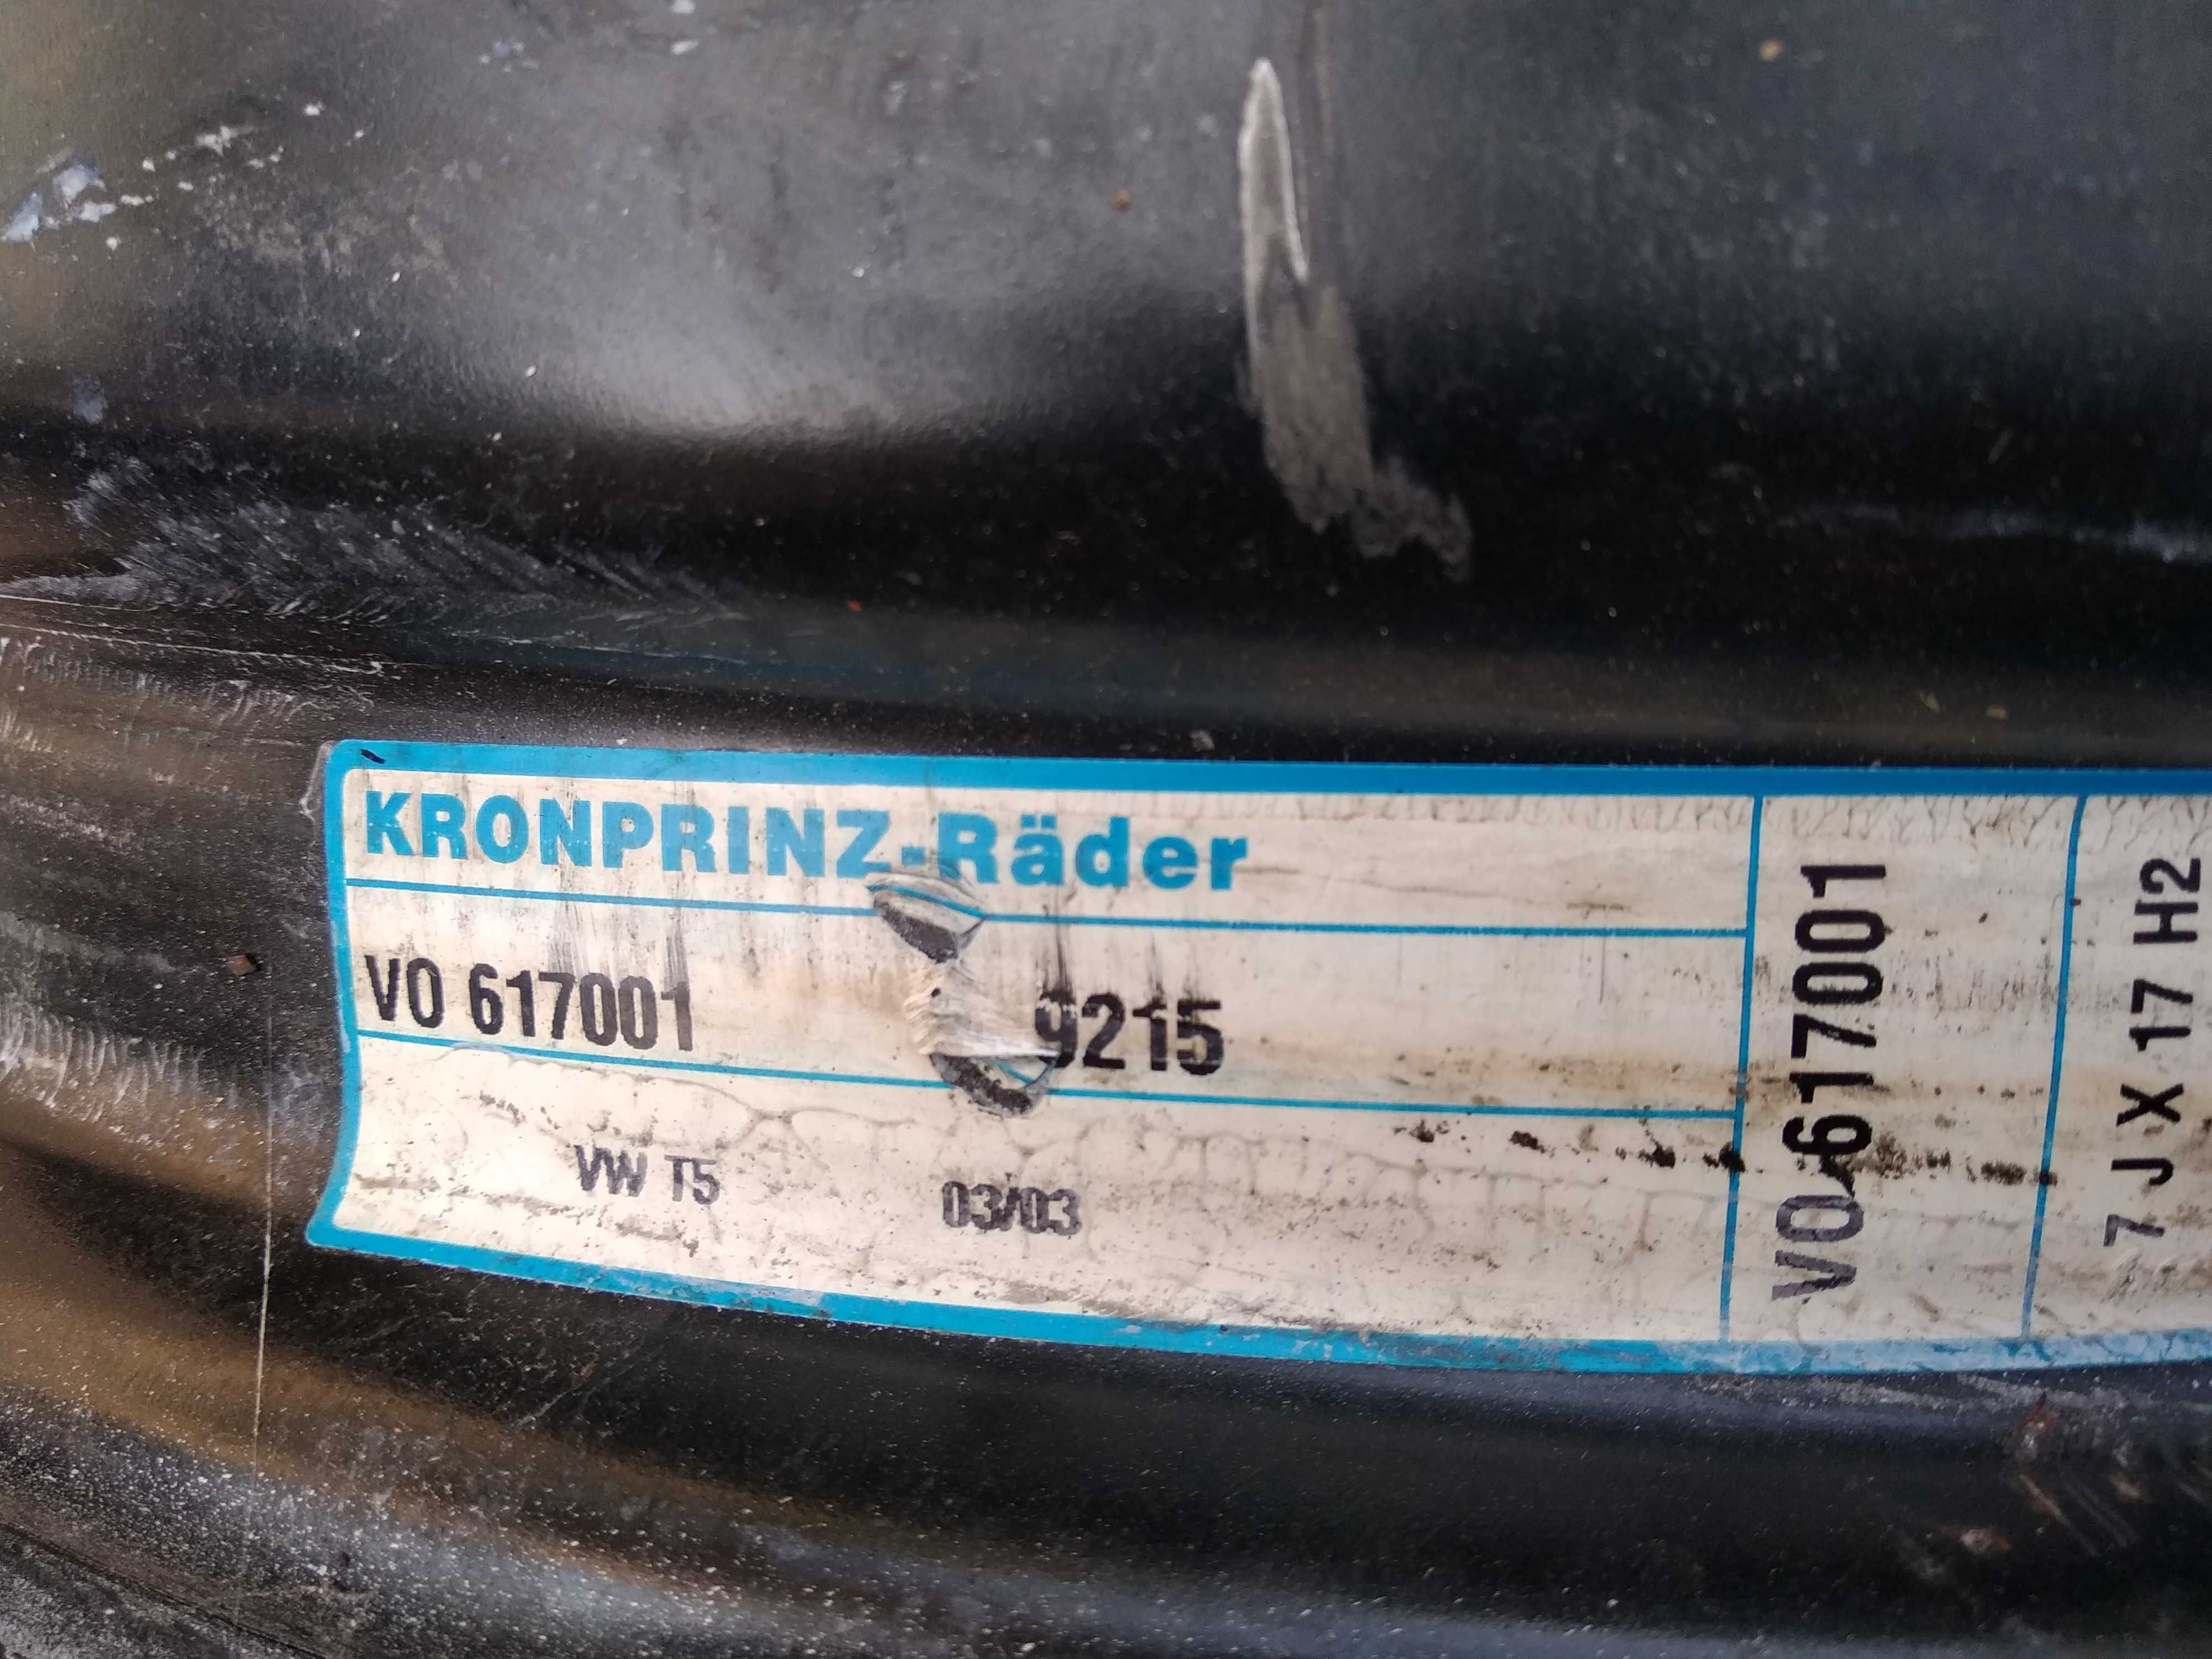 KRONPRINZ-Räder
VO 617001 9215
VW T5 03/03
VO 617001
7 J X 17 H2